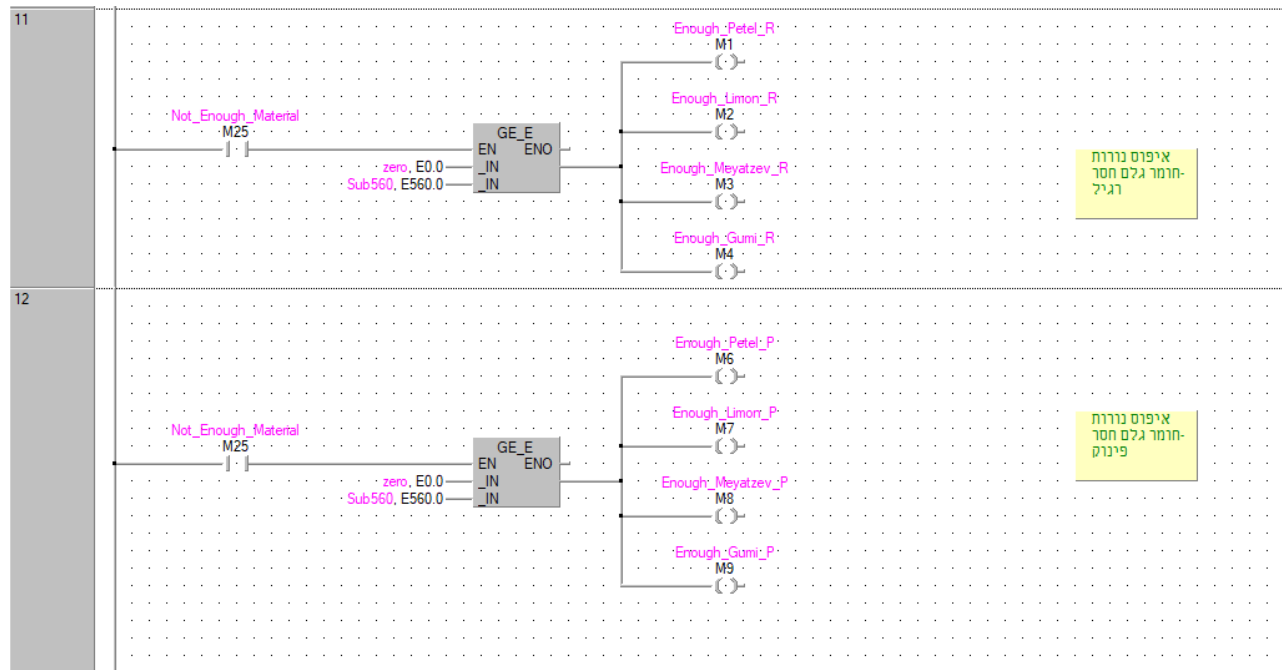 11
Enough_Petel_R
M1
Enough_Limon_R
M2
Not_Enough_Material
M25
GE_E
EN ENO
zero, E0.0 _IN
Sub560, E560.0 _IN
Enough_Meyatzev_R
M3
Enough_Gumi_R
M4
איפוס נורות
חומר גלם חסר-
רגיל
12
Enough_Petel_P
M6
Enough_Limon_P
M7
Not_Enough_Material
M25
GE_E
EN ENO
zero, E0.0 _IN
Sub560, E560.0 _IN
Enough_Meyatzev_P
M8
Enough_Gumi_P
M9
איפוס נורות
חומר גלם חסר-
פינוק